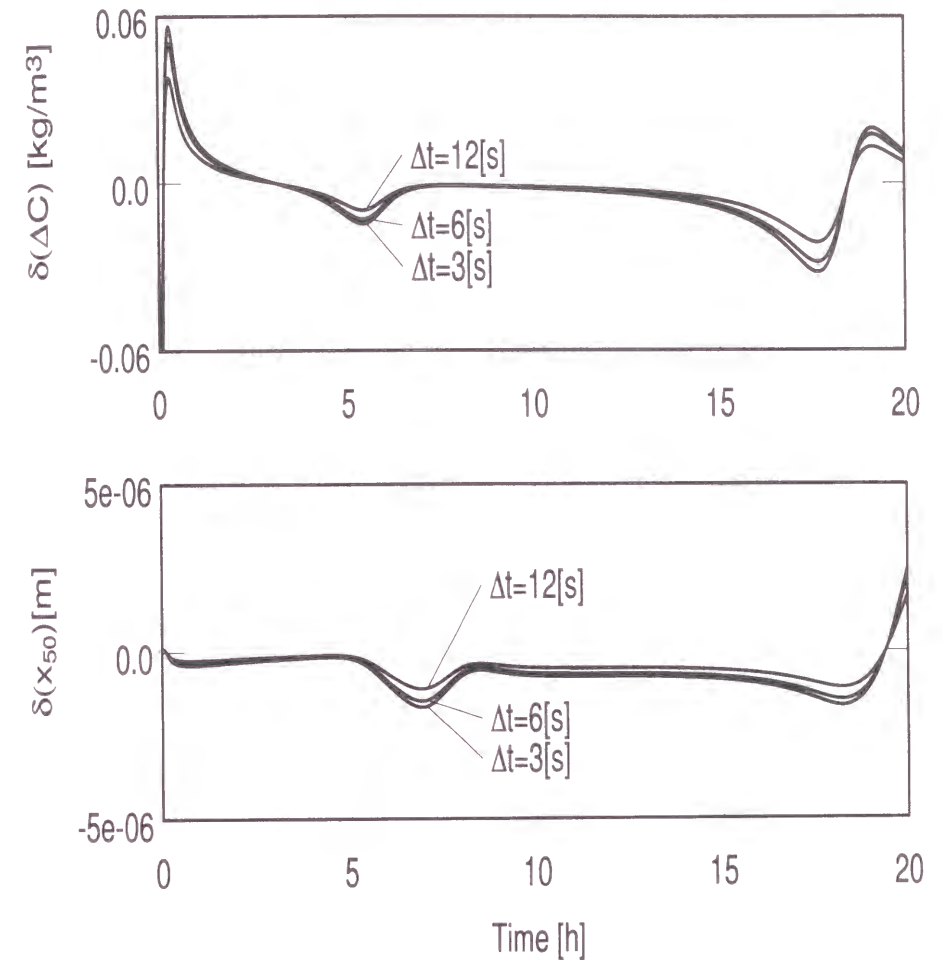 0.06
δ(ΔC) [kg/m³]
Δt=12[s]
0.0
Δt=6[s]
Δt=3[s]
-0.06
0 5 10 15 20
5e-06
δ(x₅₀)[m]
Δt=12[s]
0.0
Δt=6[s]
Δt=3[s]
-5e-06
0 5 10 15 20
Time [h]